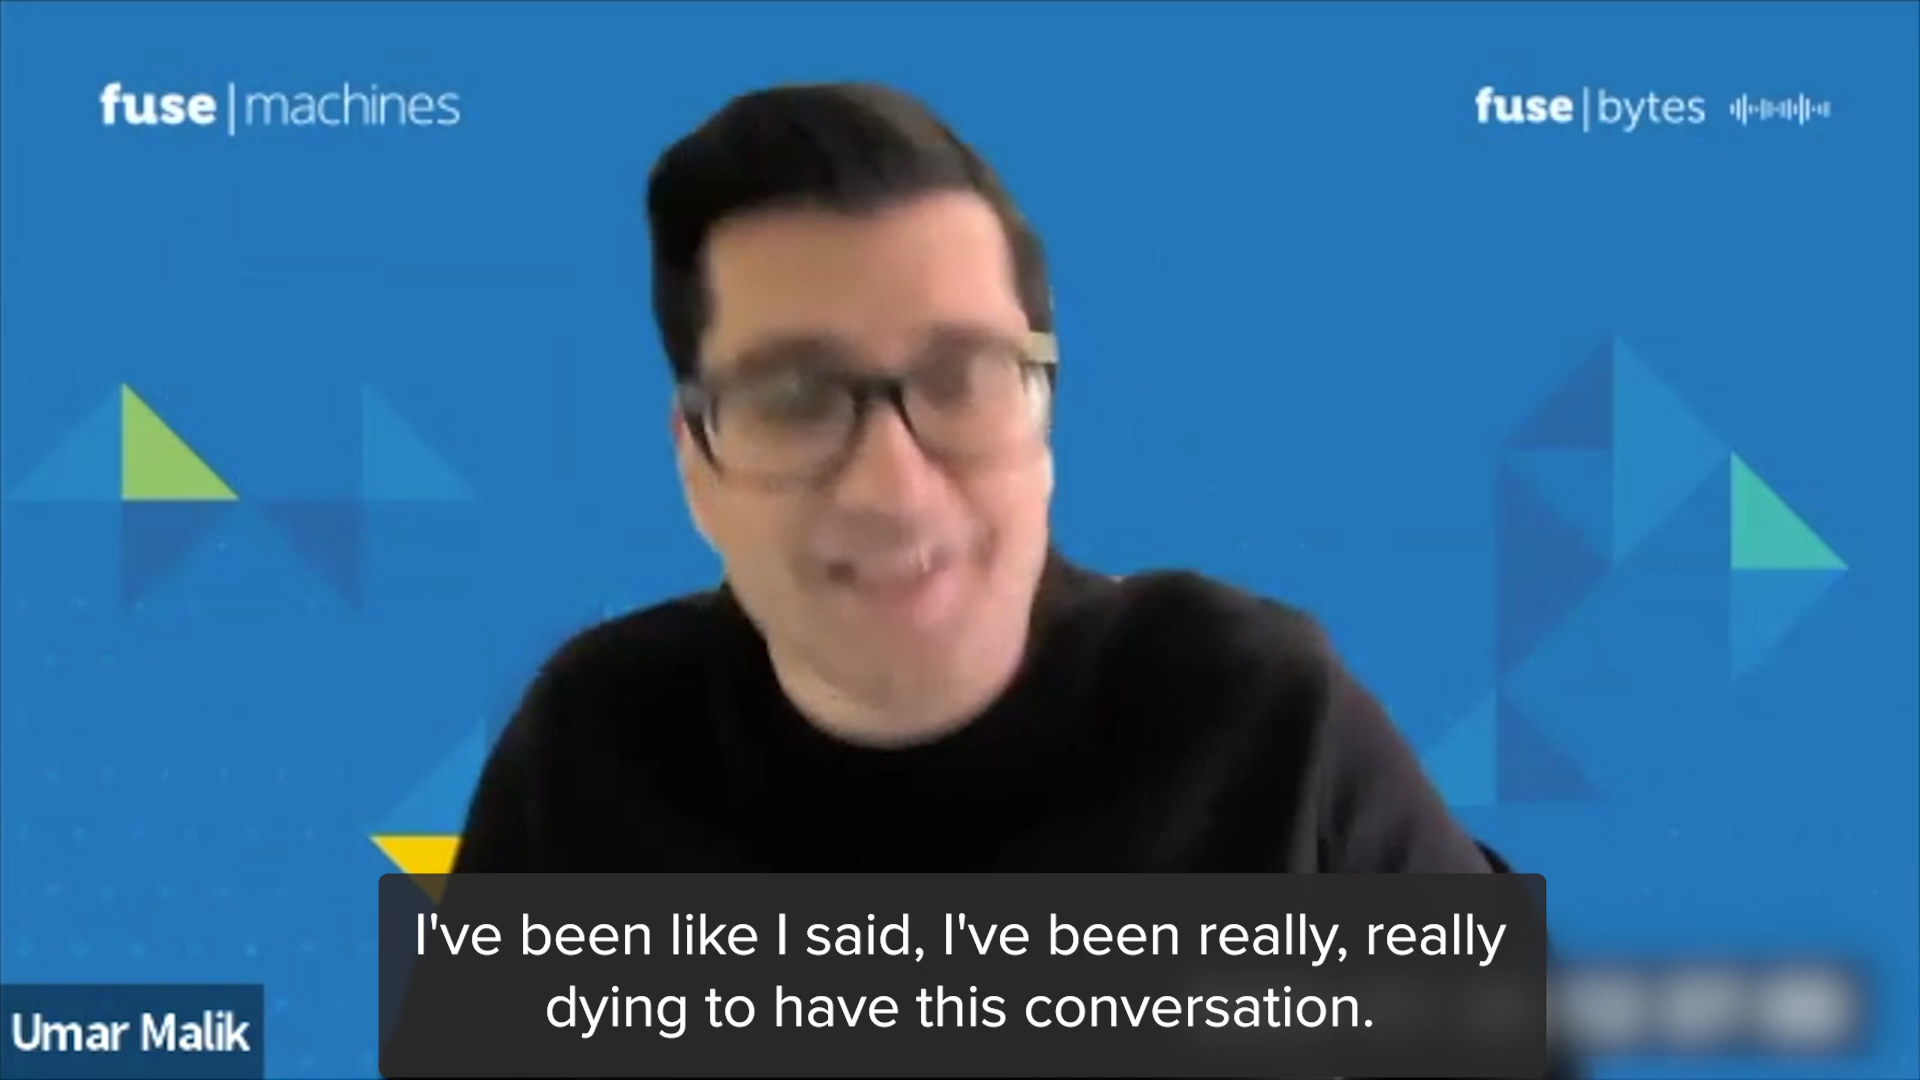 fuse|machines
fuse|bytes
I've been like I said, I've been really, really
dying to have this conversation.
Umar Malik